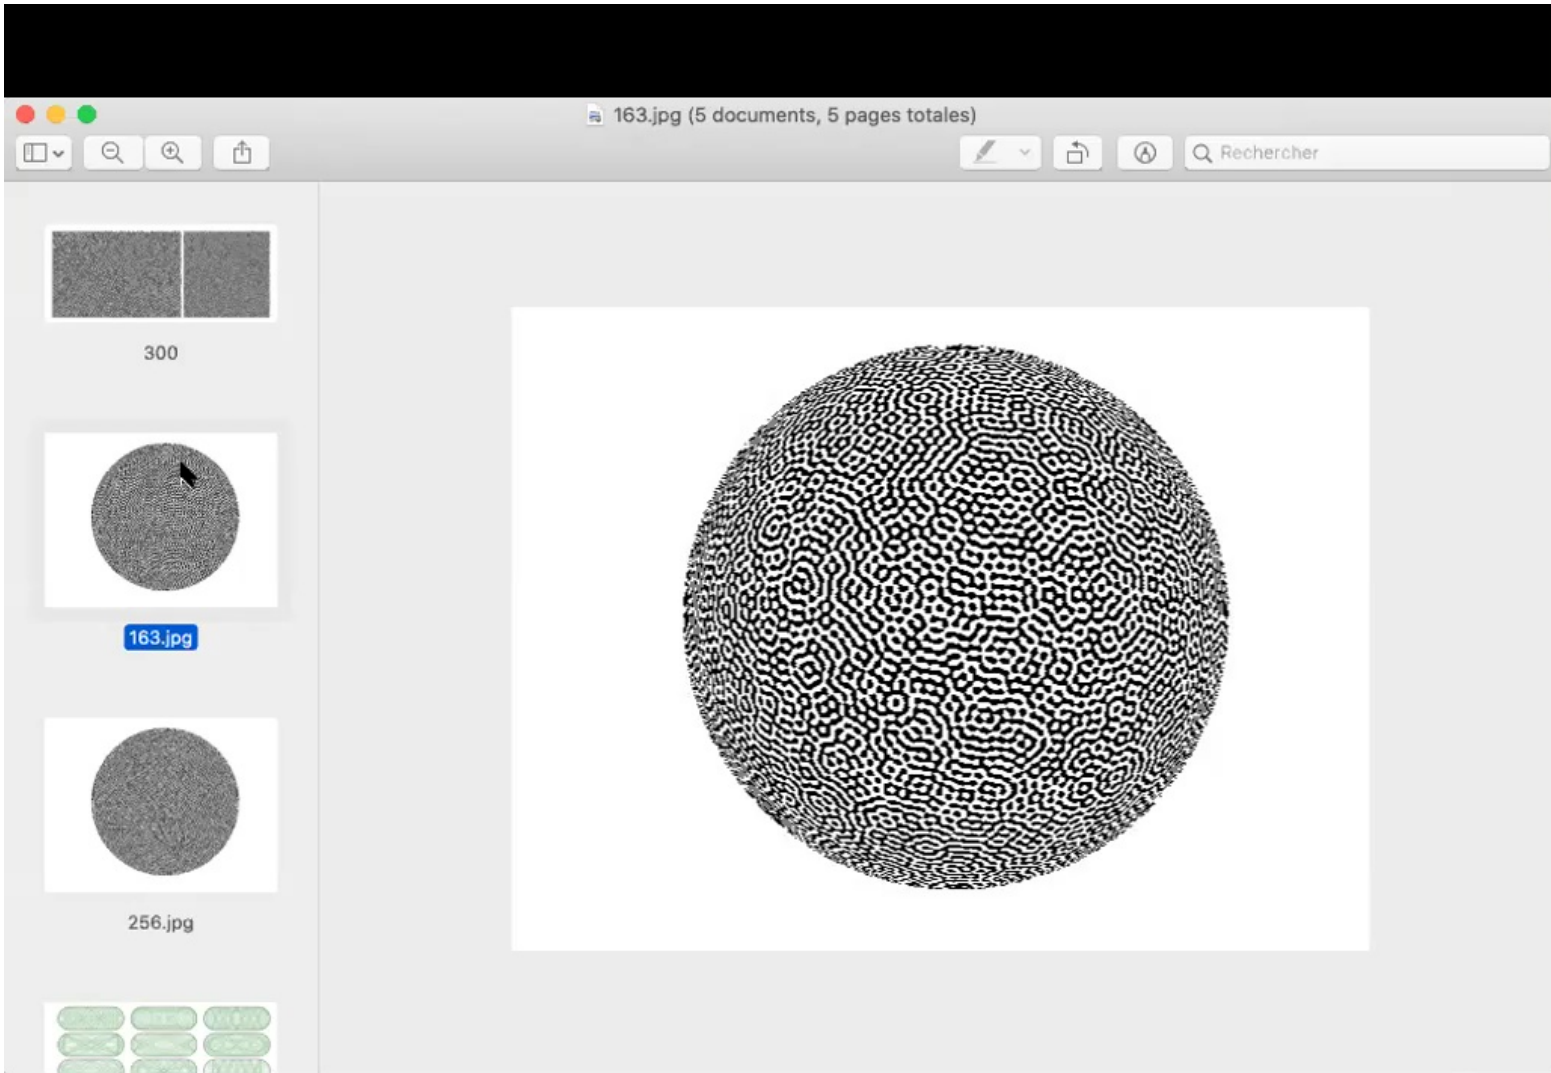 163.jpg (5 documents, 5 pages totales)
Rechercher
300
163.jpg
256.jpg